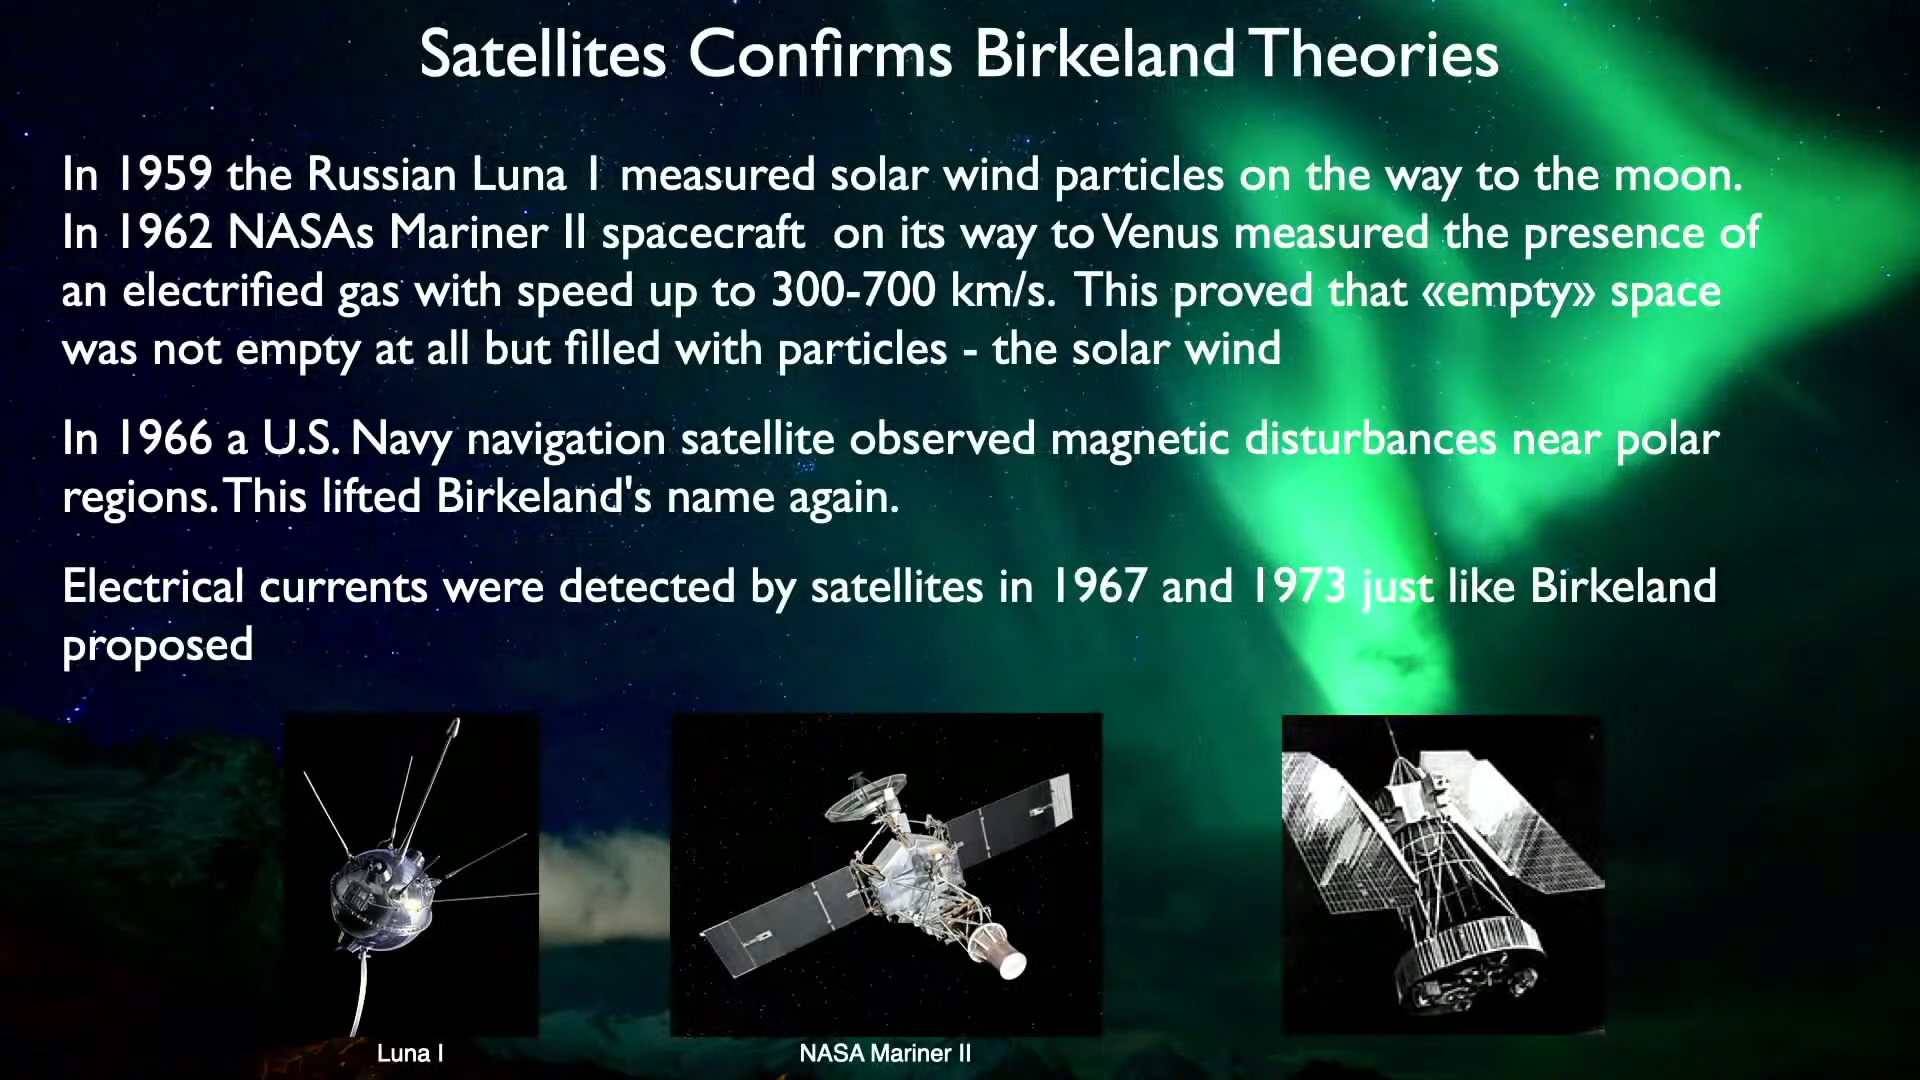 Satellites Confirms Birkeland Theories
In 1959 the Russian Luna 1 measured solar wind particles on the way to the moon.
In 1962 NASAs Mariner II spacecraft on its way to Venus measured the presence of
an electrified gas with speed up to 300-700 km/s. This proved that «empty» space
was not empty at all but filled with particles - the solar wind
In 1966 a U.S. Navy navigation satellite observed magnetic disturbances near polar
regions. This lifted Birkeland's name again.
Electrical currents were detected by satellites in 1967 and 1973 just like Birkeland
proposed
Luna I
NASA Mariner II